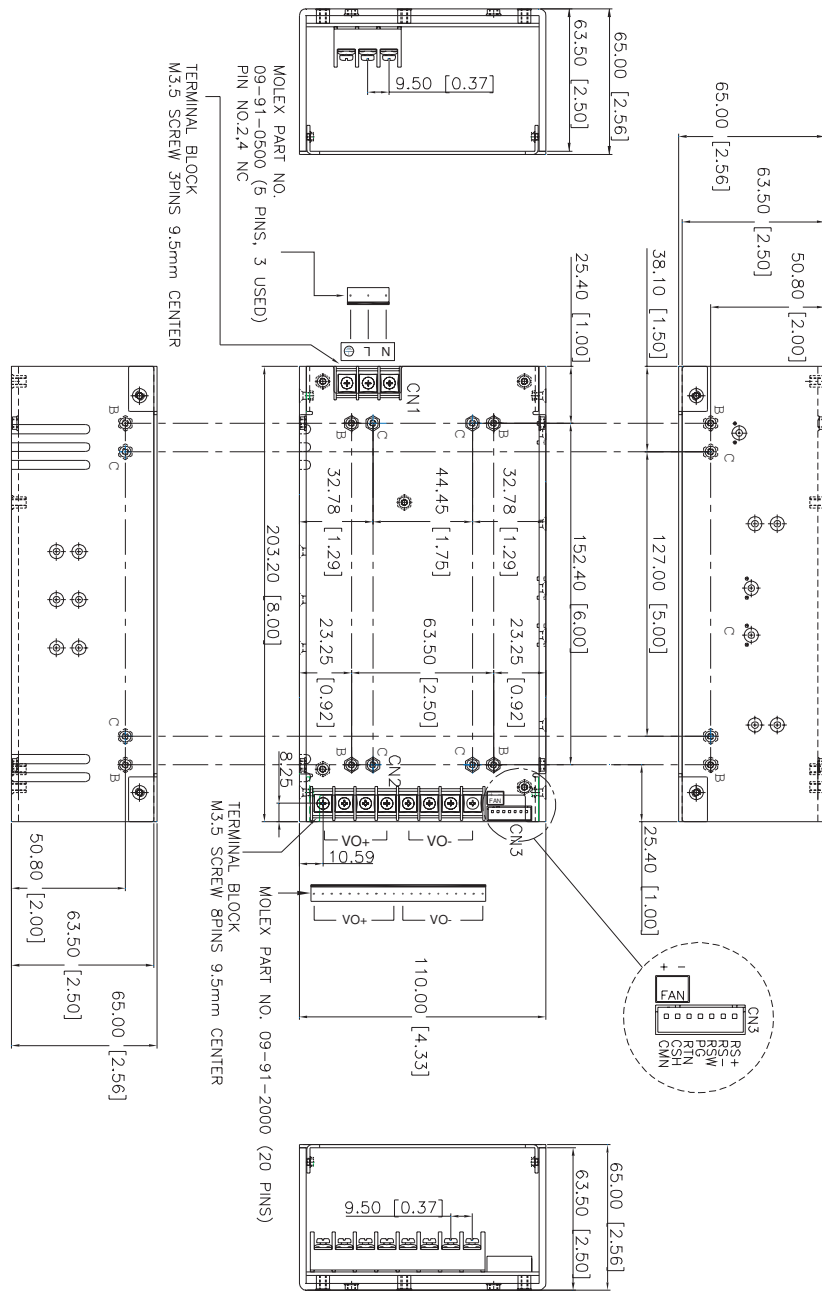 65.00 [2.56]
63.50 [2.50]
9.50 [0.37]
MOLEX PART NO.
09-91-0500 (5 PINS, 3 USED)
PIN NO.2,4 NC
TERMINAL BLOCK
M3.5 SCREW 3PINS 9.5mm CENTER
65.00
[2.56]
63.50
[2.50]
50.80
[2.00]
25.40 [1.00]
38.10 [1.50]
N
L
CN1
B
C
C
B
B
C
B
C
32.78 [1.29]
44.45 [1.75]
32.78 [1.29]
203.20 [8.00]
152.40 [6.00]
127.00 [5.00]
C
23.25 [0.92]
63.50 [2.50]
23.25 [0.92]
C
B
B
C
C
B
CN2
8.25
FAN
CN3
VO+
VO-
10.59
25.40 [1.00]
TERMINAL BLOCK
M3.5 SCREW 8PINS 9.5mm CENTER
MOLEX PART NO. 09-91-2000 (20 PINS)
VO+
VO-
50.80 [2.00]
63.50 [2.50]
65.00 [2.56]
110.00 [4.33]
+ -
FAN
CN3
RS+
RS-
RSW
PG
RTN
CSH
CMN
9.50 [0.37]
63.50 [2.50]
65.00 [2.56]